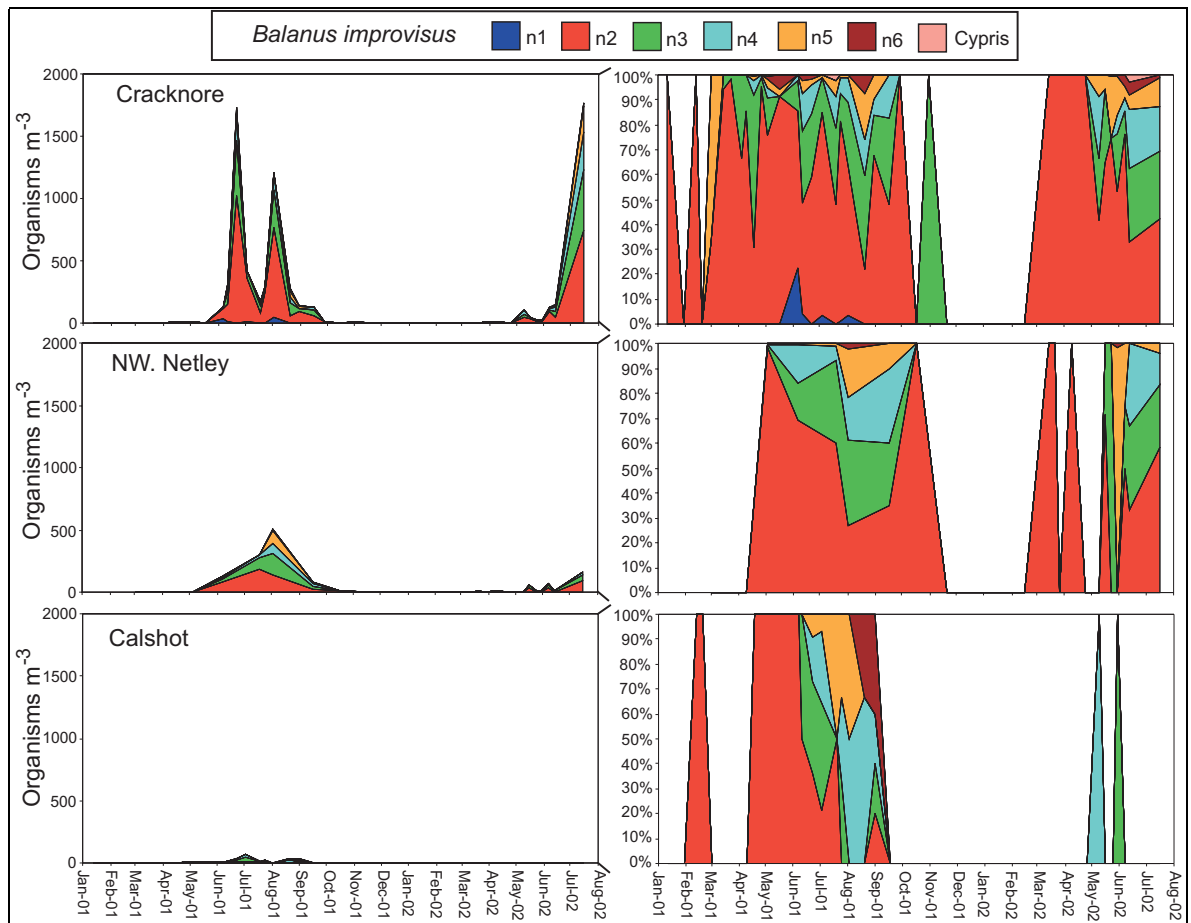 Balanus improvisus n1 n2 n3 n4 n5 n6 Cypris
Cracknore
Organisms m-3
2000
1500
1000
500
0
100%
90%
80%
70%
60%
50%
40%
30%
20%
10%
0%
NW. Netley
Organisms m-3
2000
1500
1000
500
0
100%
90%
80%
70%
60%
50%
40%
30%
20%
10%
0%
Calshot
Organisms m-3
2000
1500
1000
500
0
100%
90%
80%
70%
60%
50%
40%
30%
20%
10%
0%
Jan-01
Feb-01
Mar-01
Apr-01
May-01
Jun-01
Jul-01
Aug-01
Sep-01
Oct-01
Nov-01
Dec-01
Jan-02
Feb-02
Mar-02
Apr-02
May-02
Jun-02
Jul-02
Aug-02
Jan-01
Feb-01
Mar-01
Apr-01
May-01
Jun-01
Jul-01
Aug-01
Sep-01
Oct-01
Nov-01
Dec-01
Jan-02
Feb-02
Mar-02
Apr-02
May-02
Jun-02
Jul-02
Aug-02